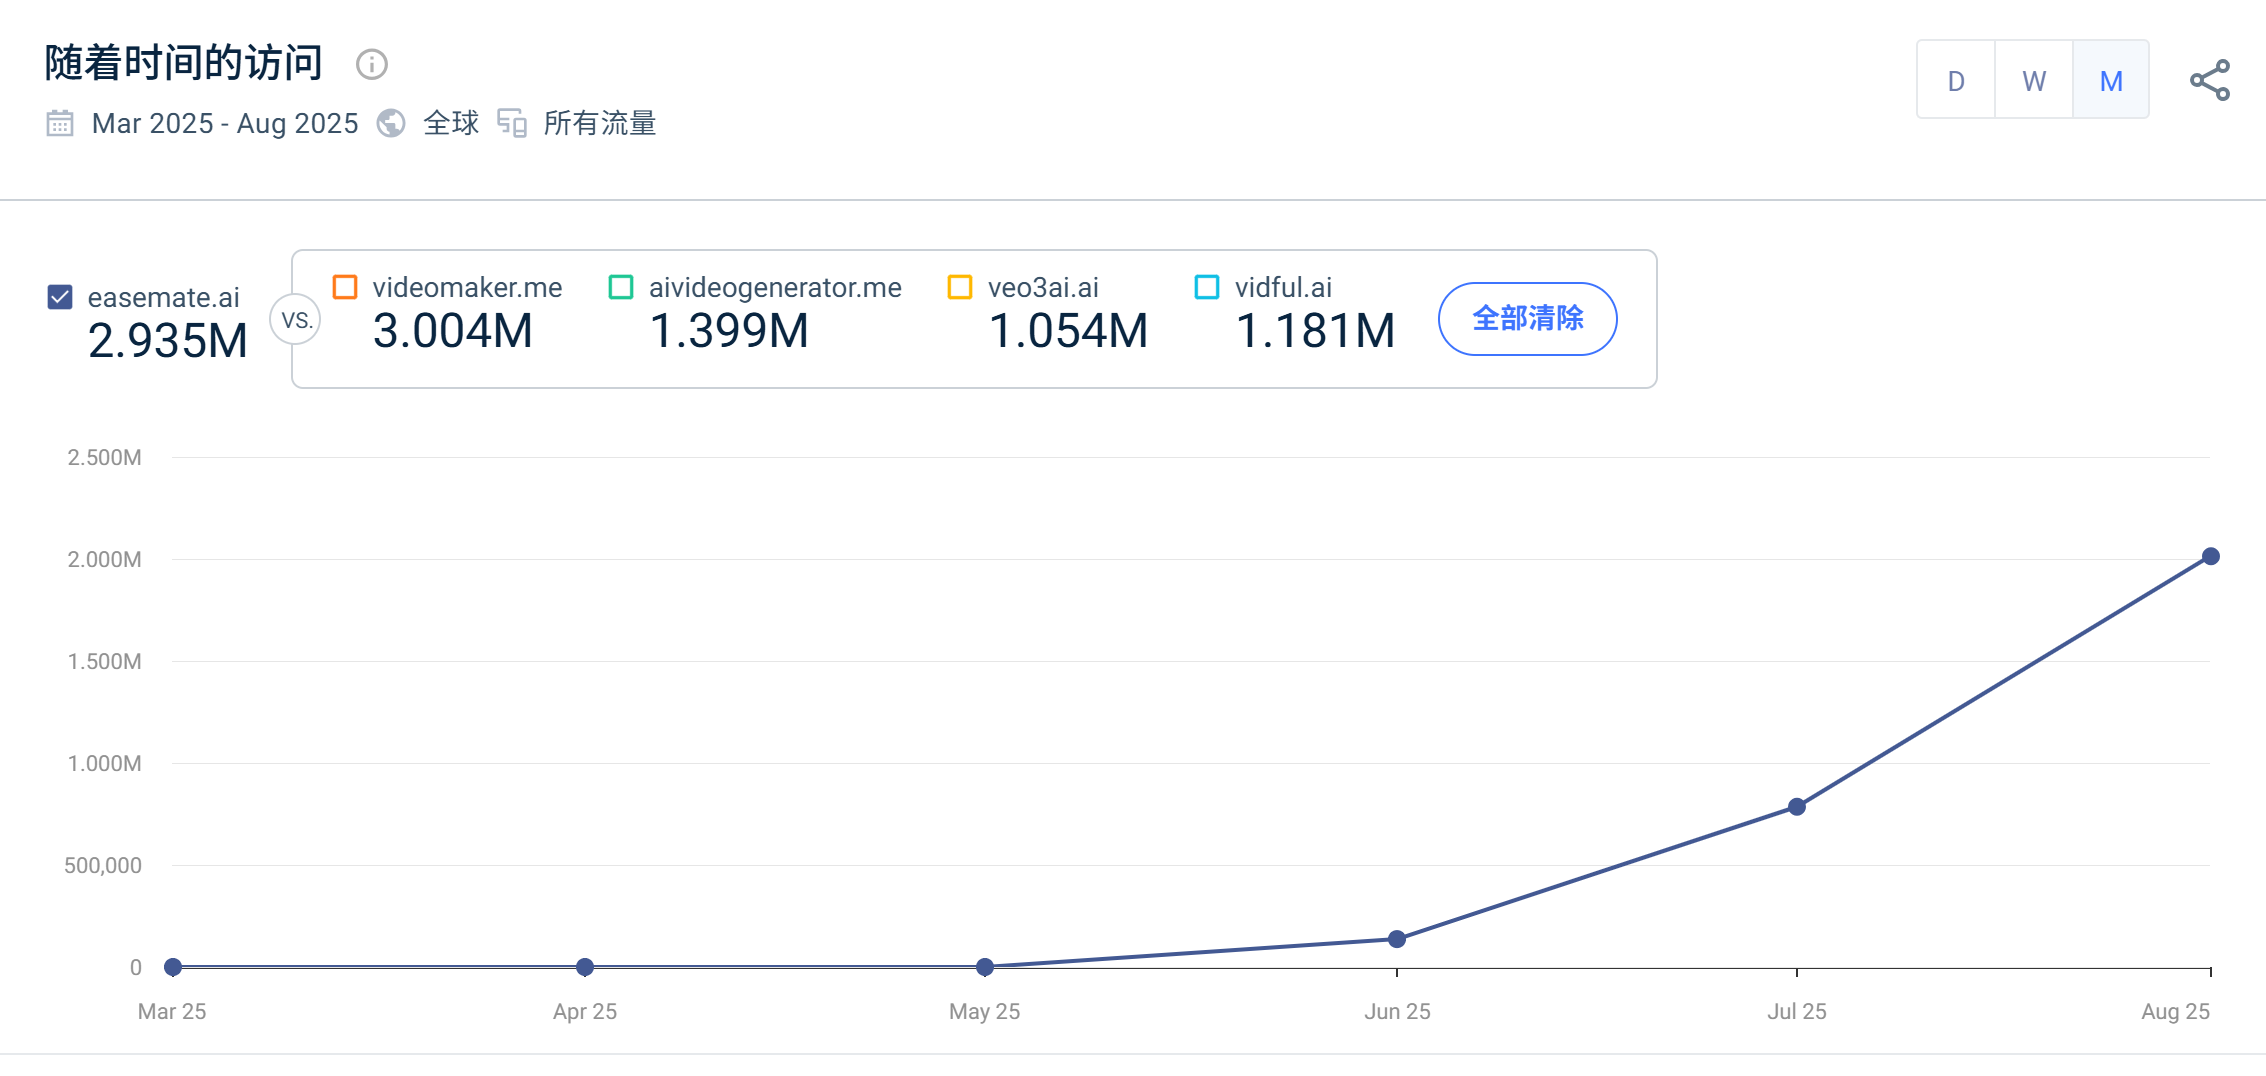 随着时间的访问
D W M
Mar 2025 - Aug 2025 全球 所有流量
easemate.ai
2.935M
VS.
videomaker.me
3.004M
aivideogenerator.me
1.399M
veo3ai.ai
1.054M
vidful.ai
1.181M
全部清除
2.500M
2.000M
1.500M
1.000M
500,000
0
Mar 25 Apr 25 May 25 Jun 25 Jul 25 Aug 25